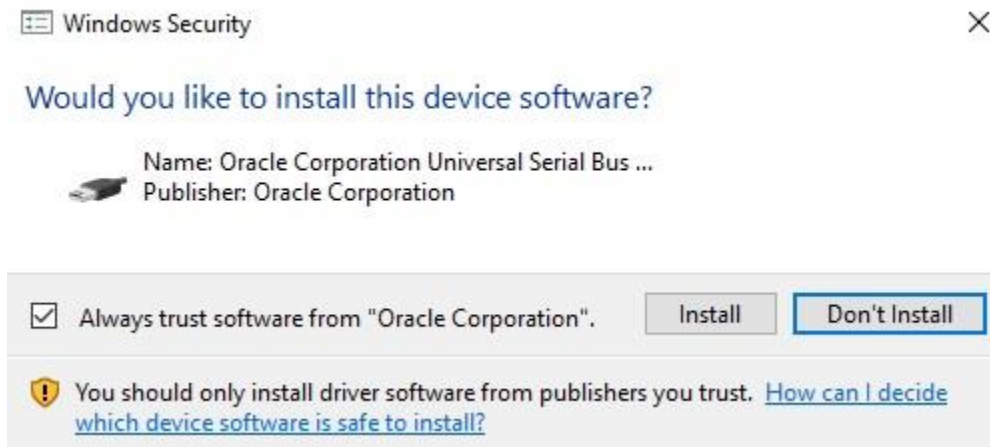 Windows Security
Would you like to install this device software?
Name: Oracle Corporation Universal Serial Bus ...
Publisher: Oracle Corporation
Always trust software from "Oracle Corporation".
Install
Don't Install
You should only install driver software from publishers you trust. How can I decide
which device software is safe to install?